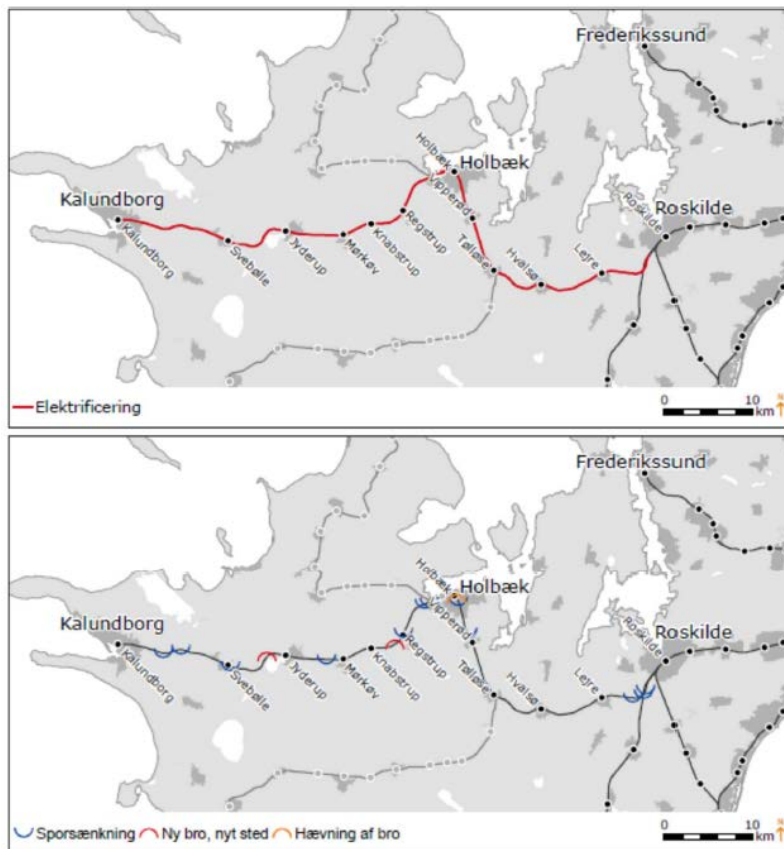 Frederikssund
Holbæk
Holbæk
Kalundborg
Vipperød
Roskilde
Roskilde
Kalundborg
Regstrup
Svebølle
Jyderup
Mørkøv
Knabstrup
Tølløse
Hvalsø
Lejre
Elektrificering
0 10
km
N
Frederikssund
Holbæk
Holbæk
Kalundborg
Vipperød
Roskilde
Roskilde
Kalundborg
Regstrup
Svebølle
Jyderup
Mørkøv
Knabstrup
Tølløse
Hvalsø
Lejre
Sporsænkning Ny bro, nyt sted Hævning af bro
0 10
km
N